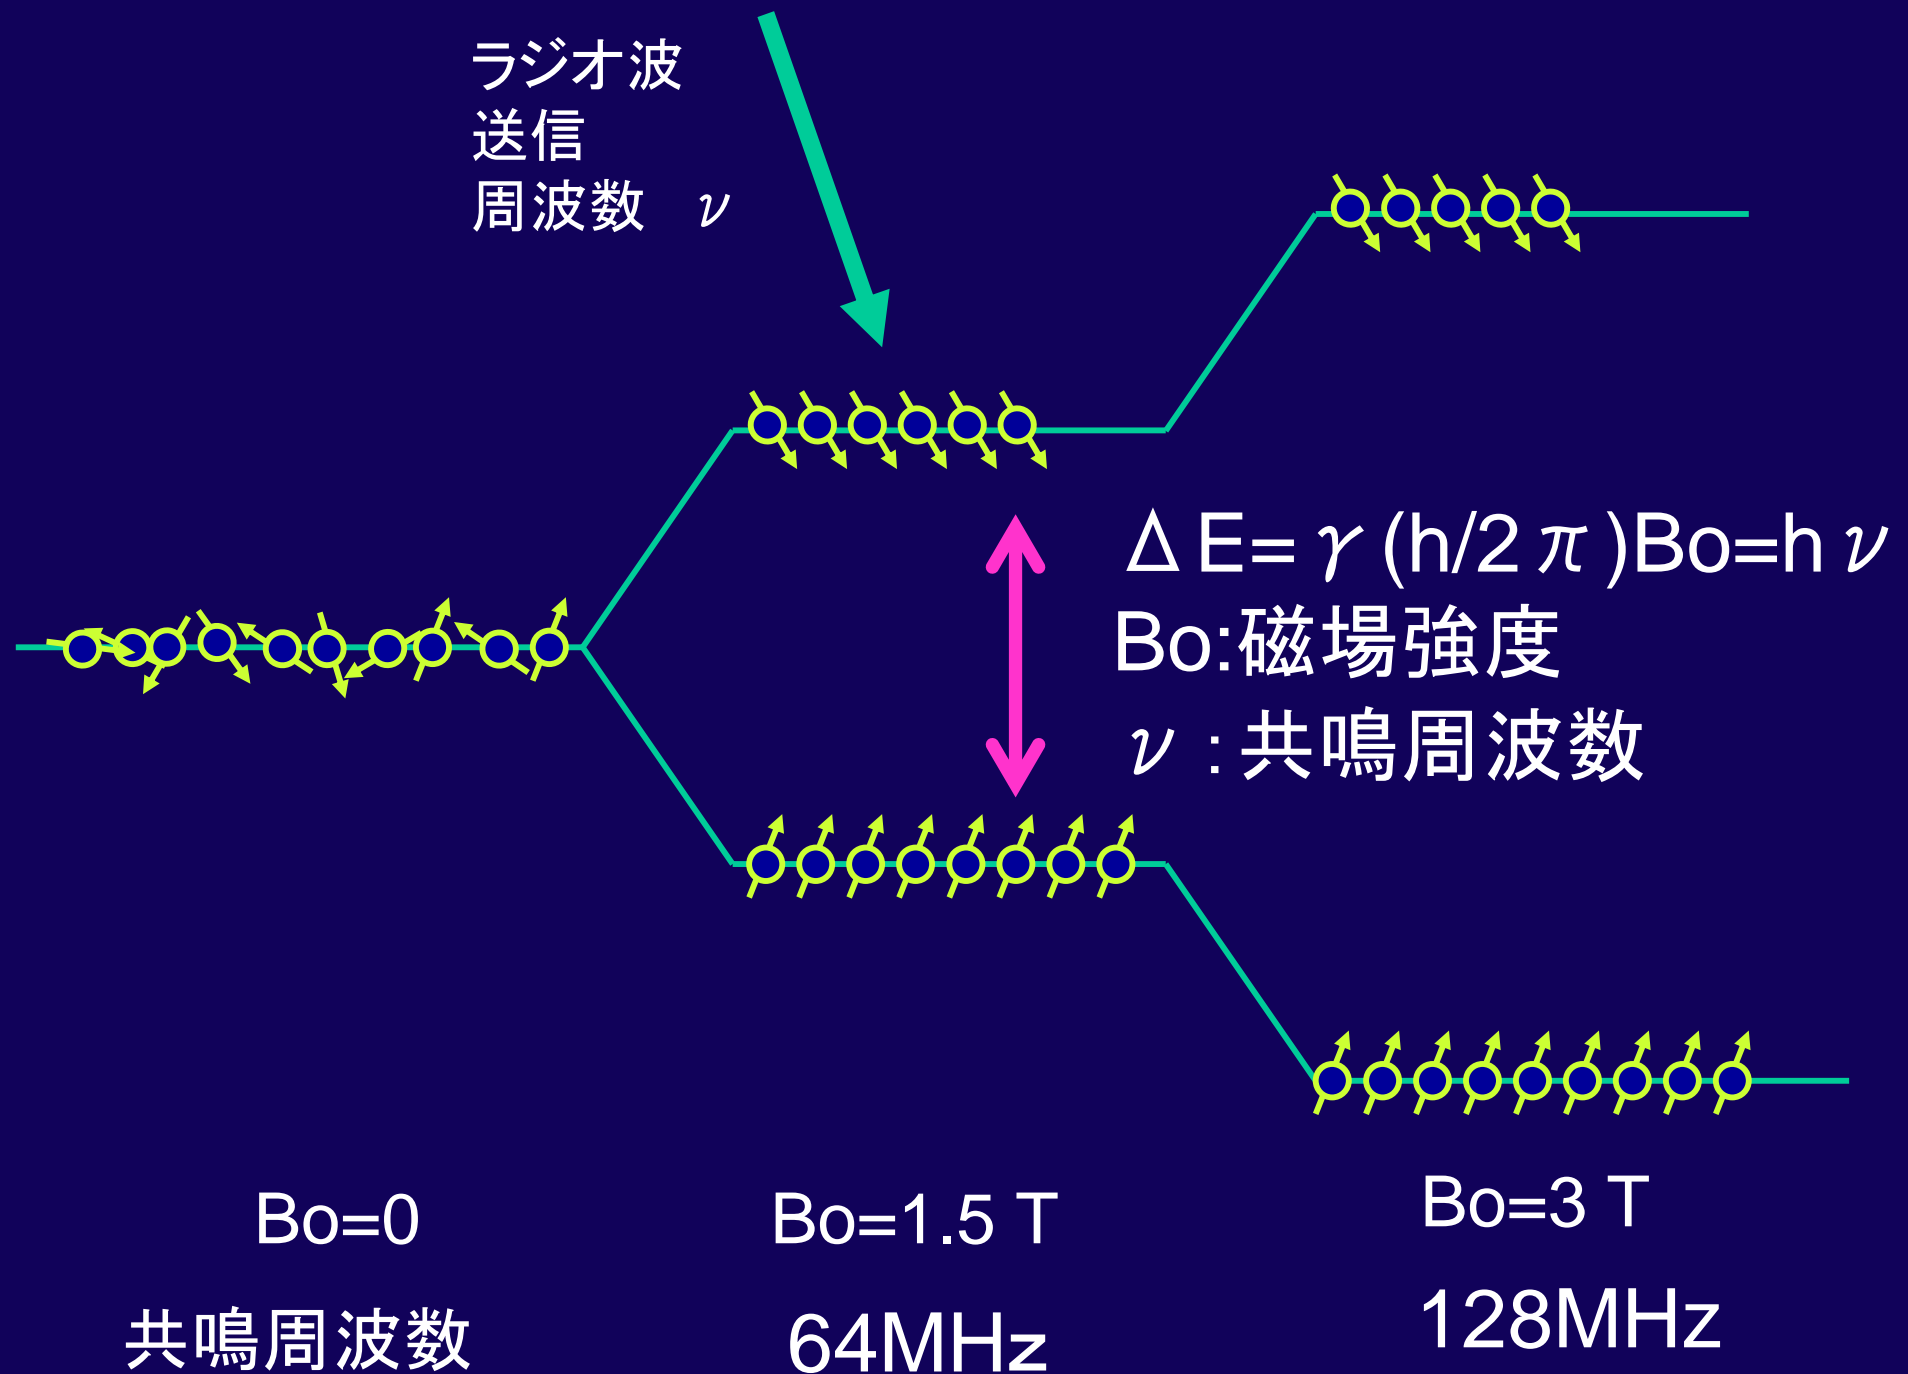 ラジオ波
送信
周波数　ν
ΔE=γ(h/2π)Bo=hν
Bo:磁場強度
ν:共鳴周波数
Bo=0
Bo=1.5 T
Bo=3 T
共鳴周波数
64MHz
128MHz